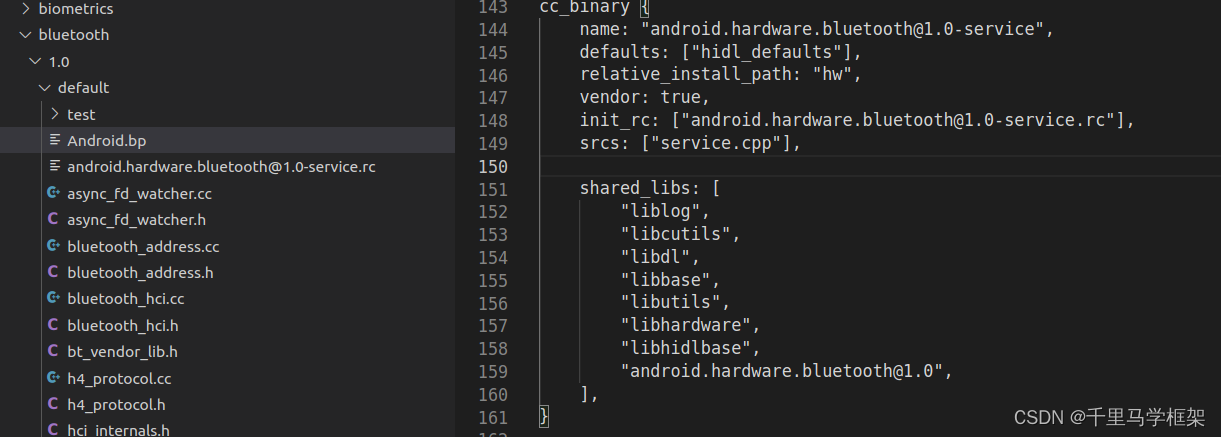 biometrics
bluetooth
1.0
default
test
Android.bp
android.hardware.bluetooth@1.0-service.rc
async_fd_watcher.cc
async_fd_watcher.h
bluetooth_address.cc
bluetooth_address.h
bluetooth_hci.cc
bluetooth_hci.h
bt_vendor_lib.h
h4_protocol.cc
h4_protocol.h
hci_internals.h
143 cc_binary {
144 name: "android.hardware.bluetooth@1.0-service",
145 defaults: ["hidl_defaults"],
146 relative_install_path: "hw",
147 vendor: true,
148 init_rc: ["android.hardware.bluetooth@1.0-service.rc"],
149 srcs: ["service.cpp"],
150
151 shared_libs: [
152 "liblog",
153 "libcutils",
154 "libdl",
155 "libbase",
156 "libutils",
157 "libhardware",
158 "libhidlbase",
159 "android.hardware.bluetooth@1.0",
160 ],
161 }
CSDN @千里马学框架